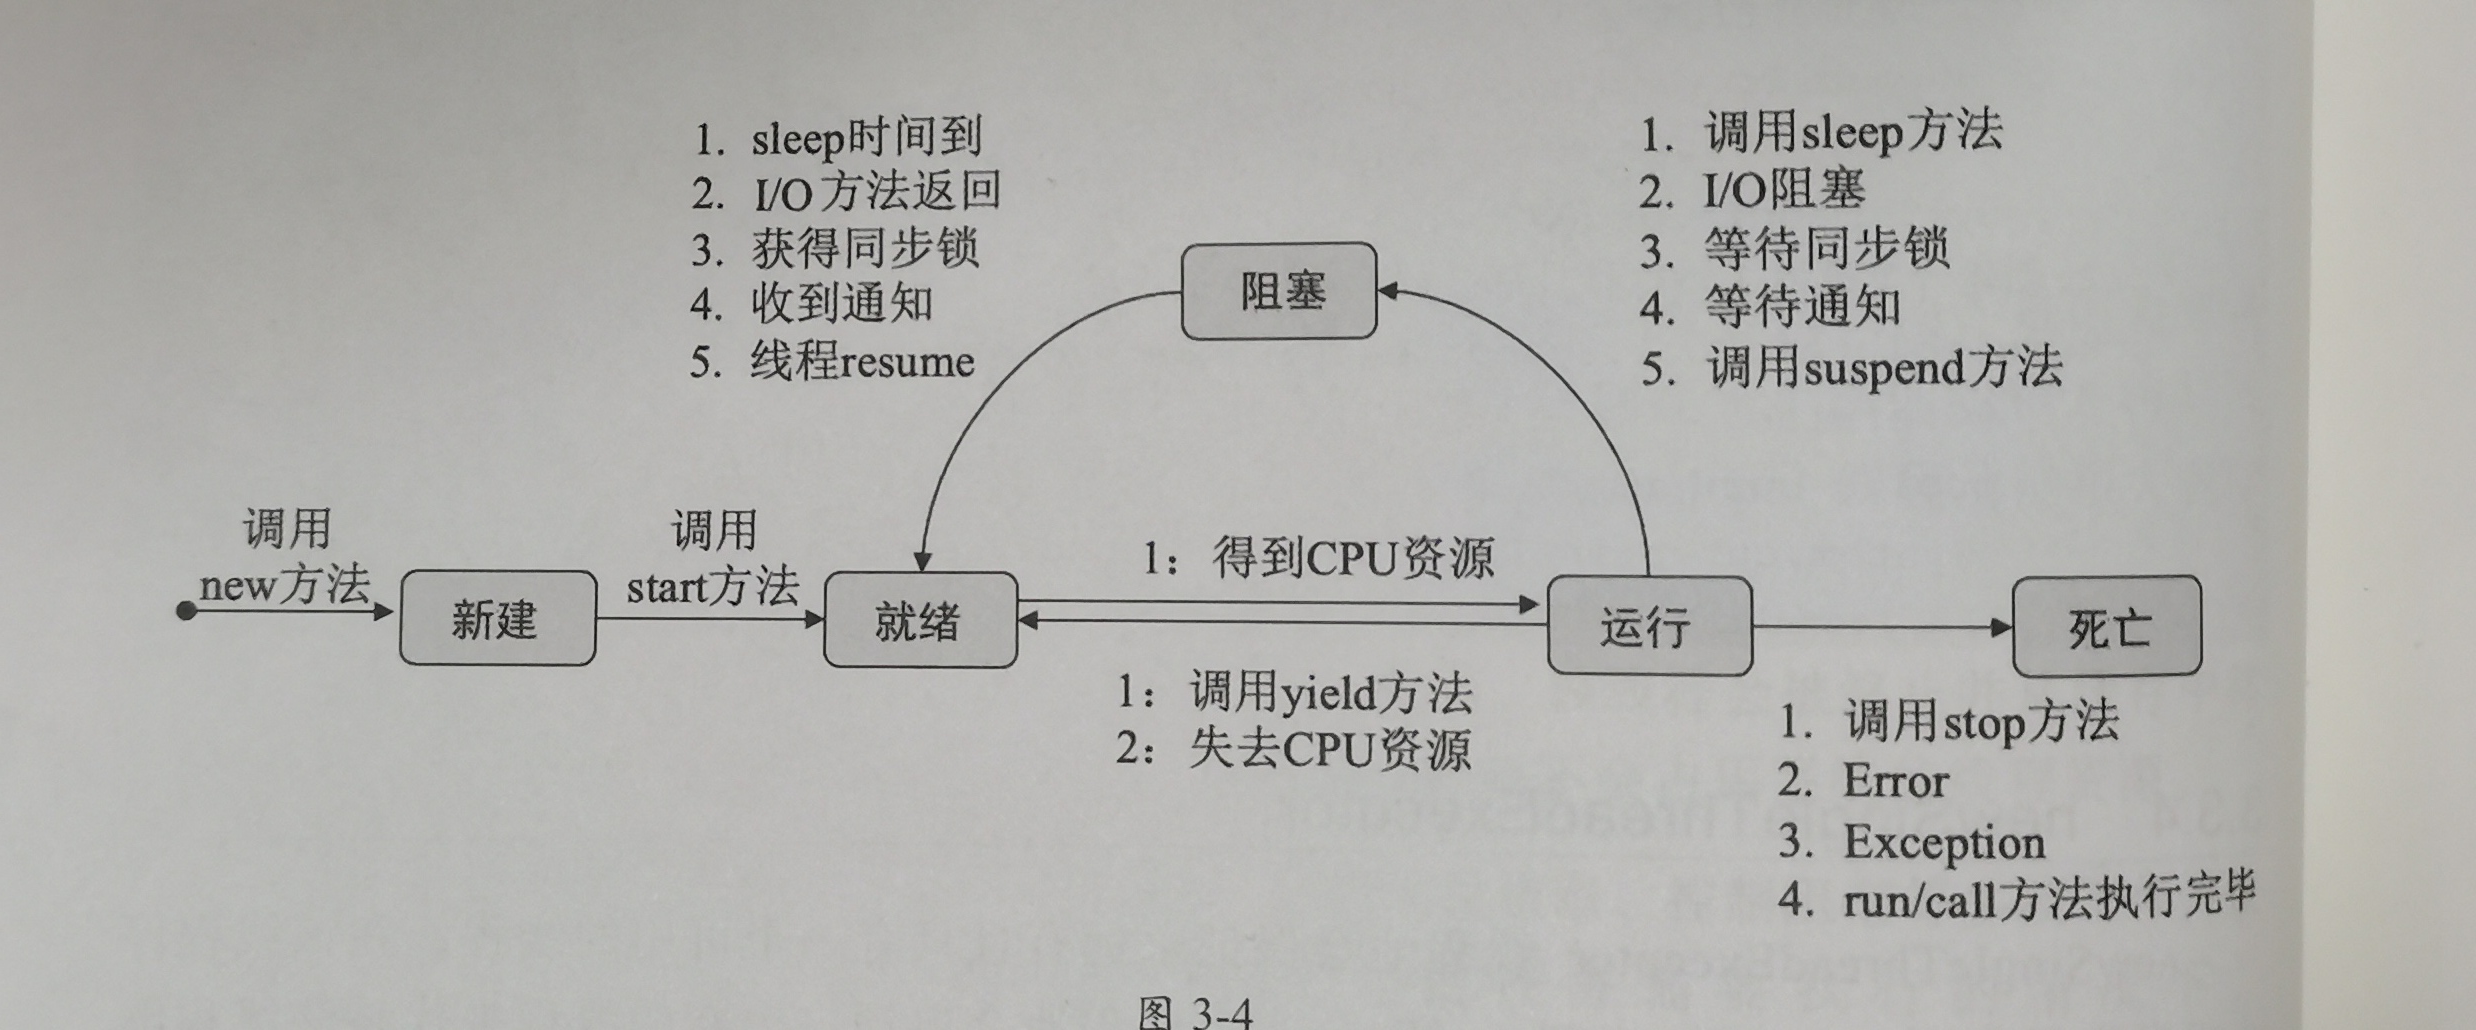 1. sleep时间到
2. I/O方法返回
3. 获得同步锁
4. 收到通知
5. 线程resume
1. 调用sleep方法
2. I/O阻塞
3. 等待同步锁
4. 等待通知
5. 调用suspend方法
阻塞
调用
new方法
新建
调用
start方法
就绪
1：得到CPU资源
1：调用yield方法
2：失去CPU资源
运行
死亡
1. 调用stop方法
2. Error
3. Exception
4. run/call方法执行完毕
图 3-4